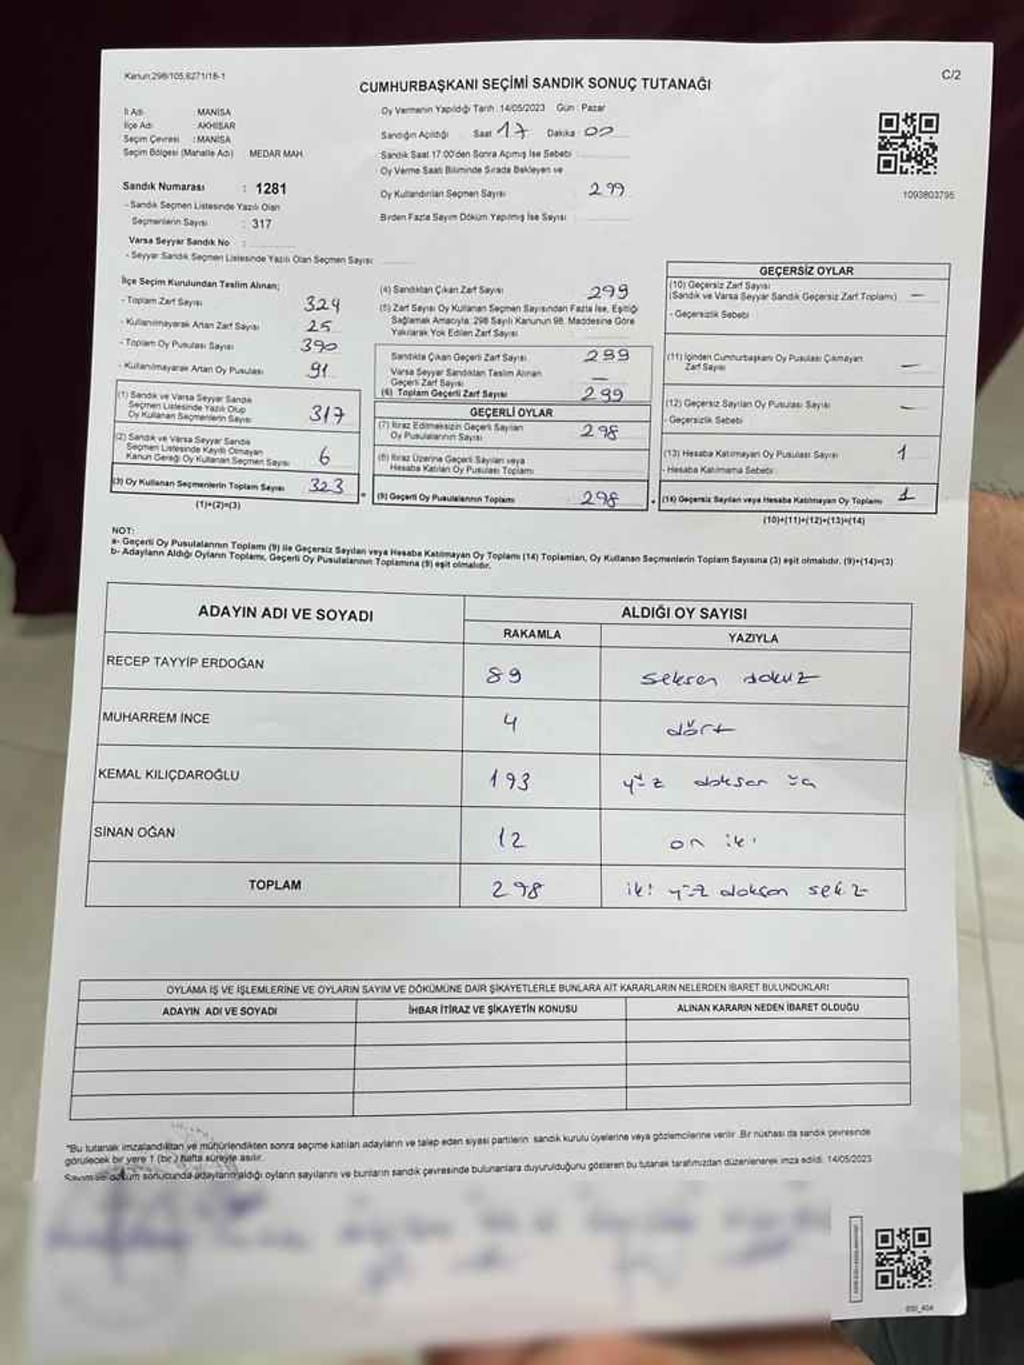 Kanun:298/105,6271/18-1
C/2
CUMHURBAŞKANI SEÇİMİ SANDIK SONUÇ TUTANAĞI
İl Adı : MANİSA
İlçe Adı : AKHİSAR
Seçim Çevresi : MANİSA
Seçim Bölgesi (Mahalle Adı) MEDAR MAH.
Sandık Numarası : 1281
- Sandık Seçmen Listesinde Yazılı Olan
Seçmenlerin Sayısı : 317
Varsa Seyyar Sandık No :
- Seyyar Sandık Seçmen Listesinde Yazılı Olan Seçmen Sayısı:
Oy Vermenin Yapıldığı Tarih :14/05/2023 Gün : Pazar
Sandığın Açıldığı Saat 17 Dakika 00
Sandık Saat 17:00'den Sonra Açımış İse Sebebi :
Oy Verme Saati Bitiminde Sırada Bekleyen ve
Oy Kullandırılan Seçmen Sayısı 299
Birden Fazla Sayım Döküm Yapılmış İse Sayısı :
1093803795
İlçe Seçim Kurulundan Teslim Alınan;
- Toplam Zarf Sayısı : 324
- Kullanılmayarak Artan Zarf Sayısı : 25
- Toplam Oy Pusulası Sayısı : 390
- Kullanılmayarak Artan Oy Pusulası : 91
(1) Sandık ve Varsa Seyyar Sandık
Seçmen Listesinde Yazılı Olup
Oy Kullanan Seçmenlerin Sayısı 317
(2) Sandık ve Varsa Seyyar Sandık
Seçmen Listesinde Kayıtlı Olmayan
Kanun Gereği Oy Kullanan Seçmen Sayısı 6
(3) Oy Kullanan Seçmenlerin Toplam Sayısı 323
(1)+(2)=(3)
(4) Sandıktan Çıkan Zarf Sayısı 299
(5) Zarf Sayısı Oy Kullanan Seçmen Sayısından Fazla İse, Eşitliği
Sağlamak Amacıyla; 298 Sayılı Kanunun 98. Maddesine Göre
Yakılarak Yok Edilen Zarf Sayısı
Sandıkta Çıkan Geçerli Zarf Sayısı 299
Varsa Seyyar Sandıktan Teslim Alınan
Geçerli Zarf Sayısı —
(6) Toplam Geçerli Zarf Sayısı 299
GEÇERLİ OYLAR
(7) İtiraz Edilmeksizin Geçerli Sayılan
Oy Pusulalarının Sayısı 298
(8) İtiraz Üzerine Geçerli Sayılan veya
Hesaba Katılan Oy Pusulası Toplamı
(9) Geçerli Oy Pusulalarının Toplamı 298
GEÇERSİZ OYLAR
(10) Geçersiz Zarf Sayısı
(Sandık ve Varsa Seyyar Sandık Geçersiz Zarf Toplamı) —
- Geçersizlik Sebebi
(11) İçinden Cumhurbaşkanı Oy Pusulası Çıkmayan
Zarf Sayısı —
(12) Geçersiz Sayılan Oy Pusulası Sayısı —
- Geçersizlik Sebebi
(13) Hesaba Katılmayan Oy Pusulası Sayısı 1
- Hesaba Katılmama Sebebi
(14) Geçersiz Sayılan veya Hesaba Katılmayan Oy Toplamı 1
(10)+(11)+(12)+(13)=(14)
NOT:
a- Geçerli Oy Pusulalarının Toplamı (9) ile Geçersiz Sayılan veya Hesaba Katılmayan Oy Toplamı (14) Toplamları, Oy Kullanan Seçmenlerin Toplam Sayısına (3) eşit olmalıdır. (9)+(14)=(3)
b- Adayların Aldığı Oyların Toplamı, Geçerli Oy Pusulalarının Toplamına (9) eşit olmalıdır.
ADAYIN ADI VE SOYADI
ALDIĞI OY SAYISI
RAKAMLA YAZIYLA
RECEP TAYYİP ERDOĞAN 89 seksen dokuz
MUHARREM İNCE 4 dört
KEMAL KILIÇDAROĞLU 193 yüz doksan üç
SİNAN OĞAN 12 on iki
TOPLAM 298 iki yüz doksan sekiz
OYLAMA İŞ VE İŞLEMLERİNE VE OYLARIN SAYIM VE DÖKÜMÜNE DAİR ŞİKAYETLERLE BUNLARA AİT KARARLARIN NELERDEN İBARET BULUNDUKLARI
ADAYIN ADI VE SOYADI İHBAR İTİRAZ VE ŞİKAYETİN KONUSU ALINAN KARARIN NEDEN İBARET OLDUĞU
*Bu tutanak imzalandıktan ve mühürlendikten sonra seçime katılan adayların ve talep eden siyasi partilerin sandık kurulu üyelerine veya gözlemcilerine verilir. Bir nüshası da sandık çevresinde
görülecek bir yere 1 (bir) hafta süreyle asılır.
Sayım ve döküm sonucunda adayların aldığı oyların sayılarını ve bunların sandık çevresinde bulunanlara duyurulduğunu gösteren bu tutanak tarafımızdan düzenlenerek imza edildi. 14/05/2023